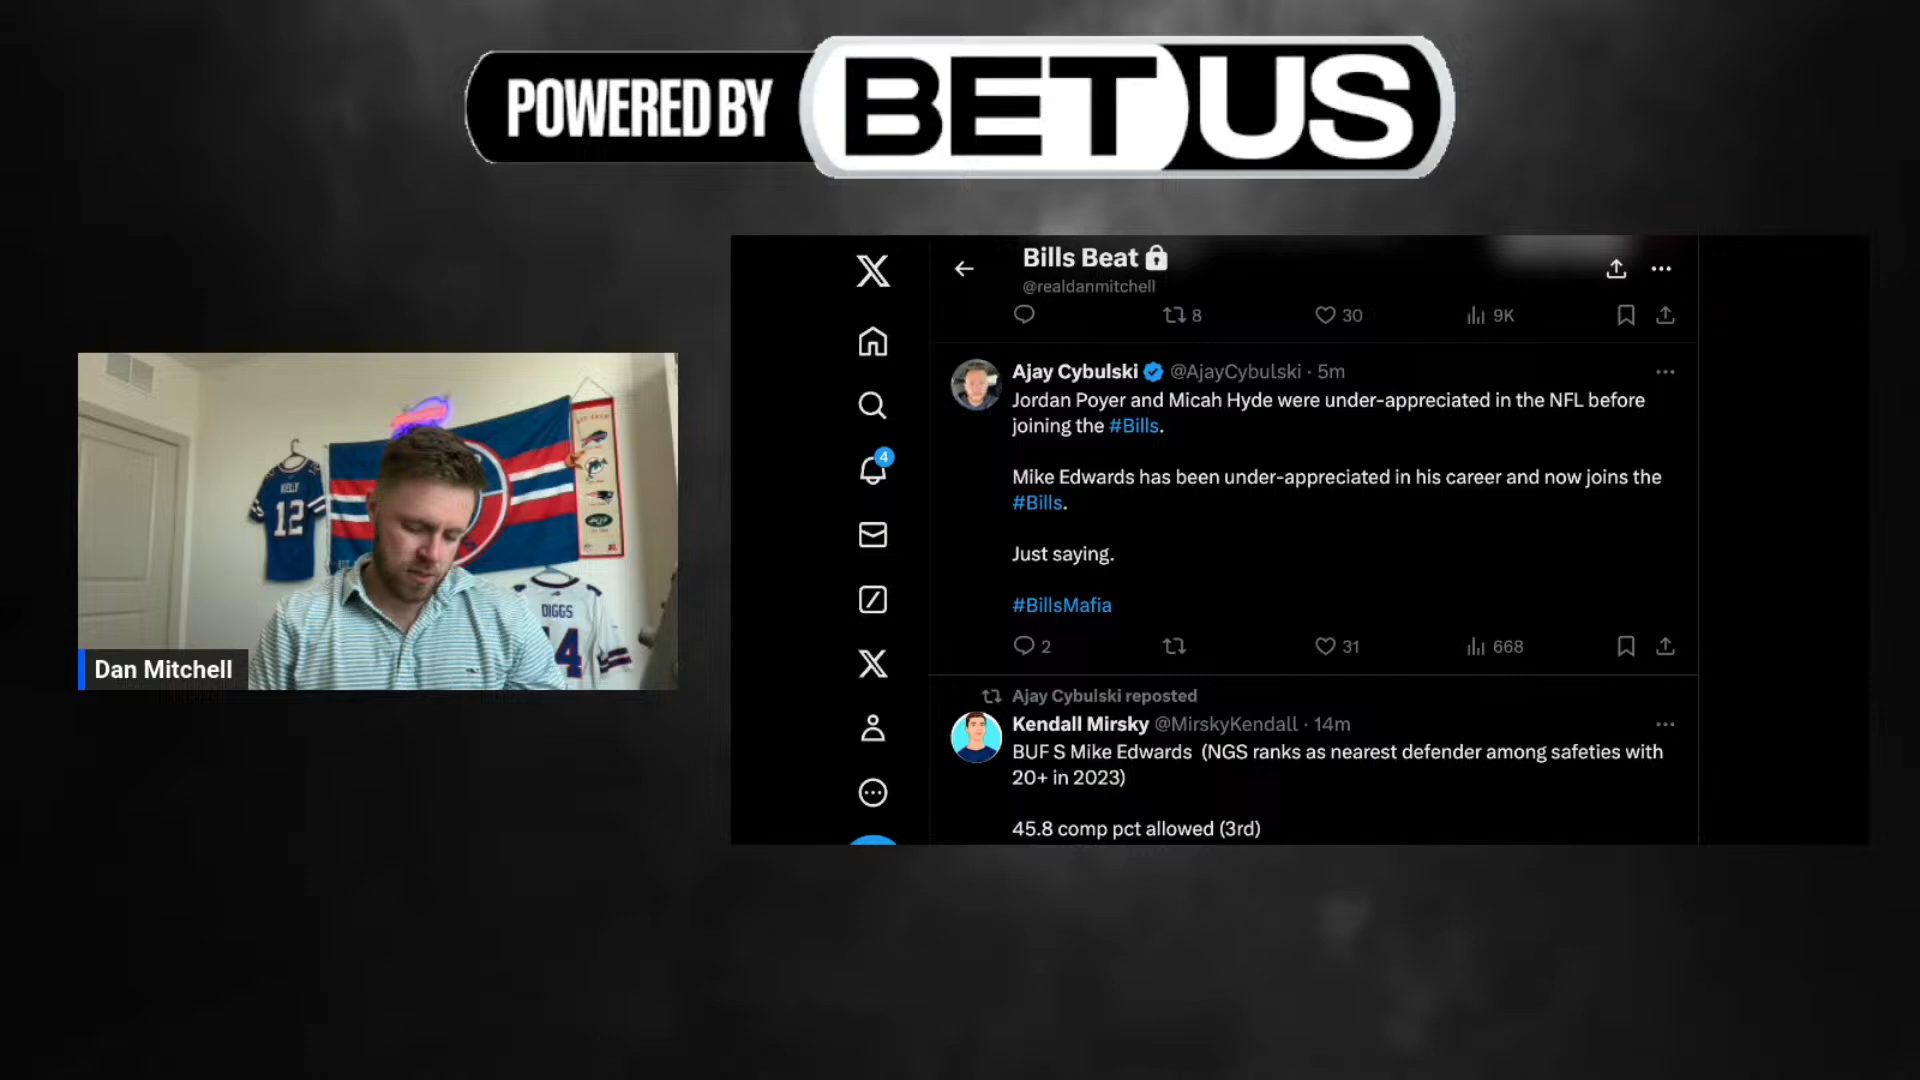 POWERED BY BETUS
Bills Beat
@realdanmitchell
8
30
9K
Ajay Cybulski @AjayCybulski · 5m
Jordan Poyer and Micah Hyde were under-appreciated in the NFL before
joining the #Bills.
Mike Edwards has been under-appreciated in his career and now joins the
#Bills.
Just saying.
#BillsMafia
2
31
668
Ajay Cybulski reposted
Kendall Mirsky @MirskyKendall · 14m
BUF S Mike Edwards (NGS ranks as nearest defender among safeties with
20+ in 2023)
45.8 comp pct allowed (3rd)
4
KELLY
12
DIGGS
14
JETS
Dan Mitchell